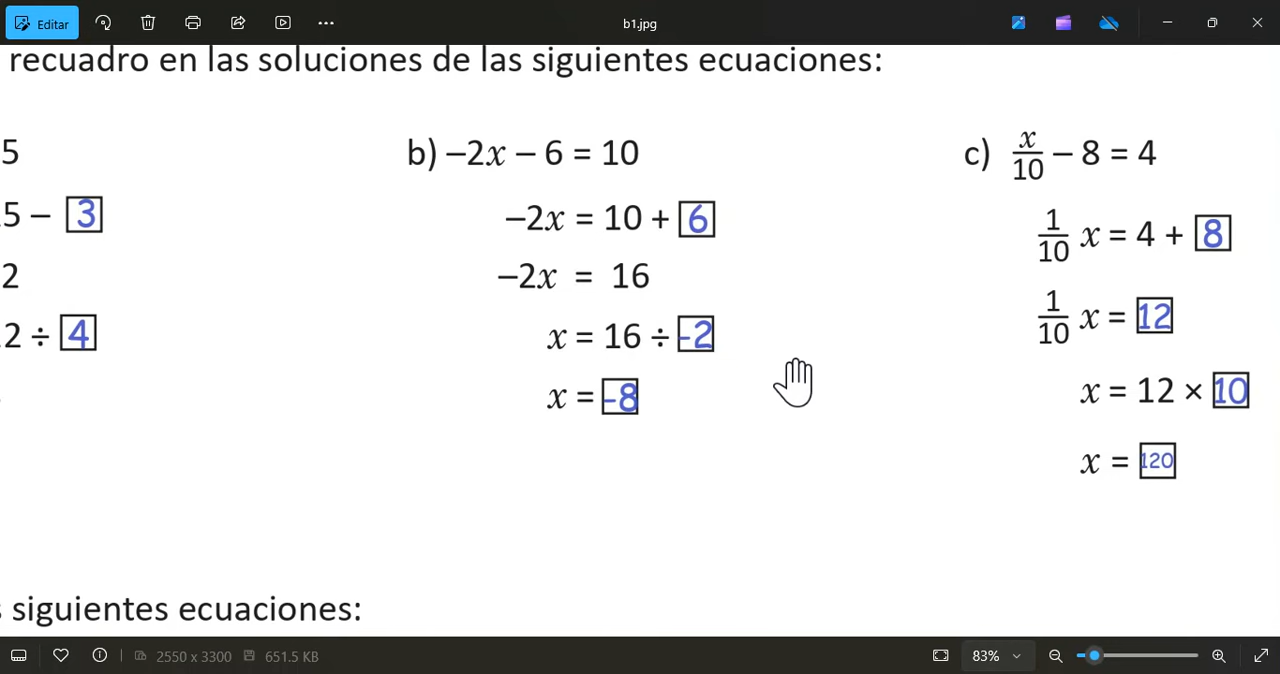 Editar
b1.jpg
recuadro en las soluciones de las siguientes ecuaciones:
5
5 − 3
2
2 ÷ 4
b) −2x − 6 = 10
−2x = 10 + 6
−2x = 16
x = 16 ÷ -2
x = -8
c) x/10 − 8 = 4
1/10 x = 4 + 8
1/10 x = 12
x = 12 × 10
x = 120
siguientes ecuaciones:
2550 x 3300
651.5 KB
83%